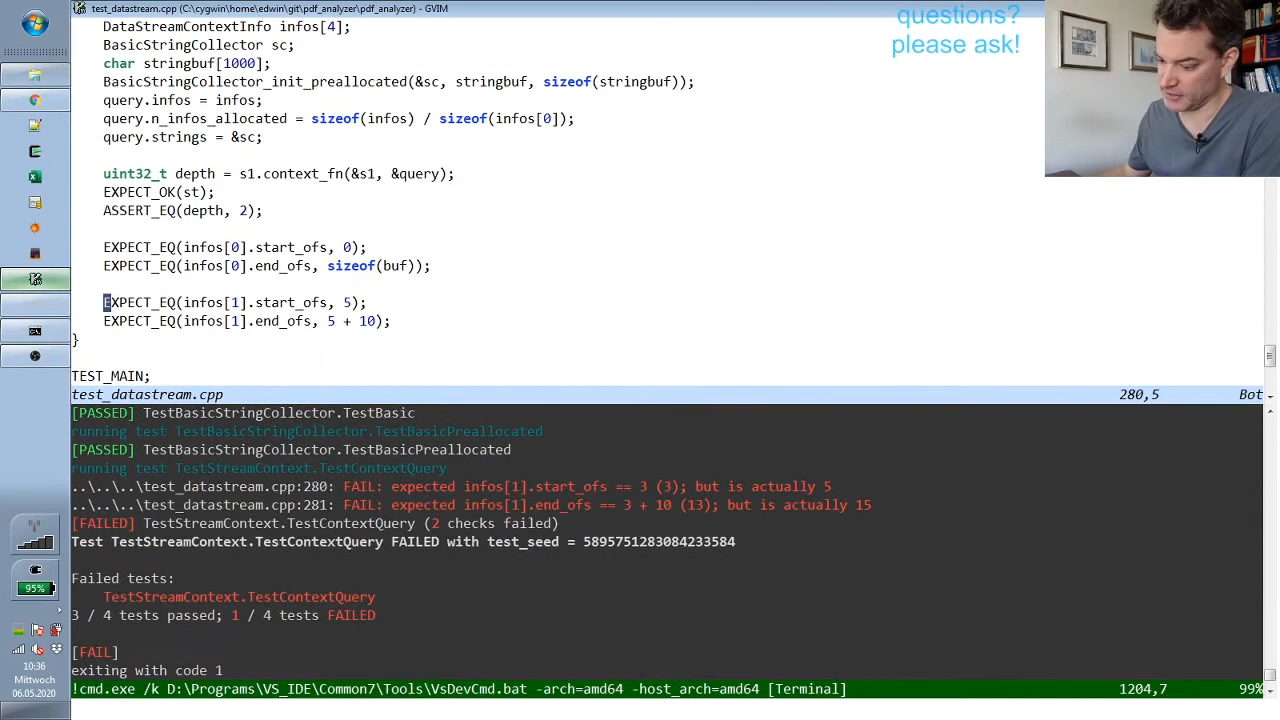 test_datastream.cpp (C:\cygwin\home\edwin\git\pdf_analyzer\pdf_analyzer) - GVIM
questions?
please ask!
DataStreamContextInfo infos[4];
BasicStringCollector sc;
char stringbuf[1000];
BasicStringCollector_init_preallocated(&sc, stringbuf, sizeof(stringbuf));
query.infos = infos;
query.n_infos_allocated = sizeof(infos) / sizeof(infos[0]);
query.strings = &sc;
uint32_t depth = s1.context_fn(&s1, &query);
EXPECT_OK(st);
ASSERT_EQ(depth, 2);
EXPECT_EQ(infos[0].start_ofs, 0);
EXPECT_EQ(infos[0].end_ofs, sizeof(buf));
EXPECT_EQ(infos[1].start_ofs, 5);
EXPECT_EQ(infos[1].end_ofs, 5 + 10);
}
TEST_MAIN;
test_datastream.cpp 280,5 Bot
[PASSED] TestBasicStringCollector.TestBasic
running test TestBasicStringCollector.TestBasicPreallocated
[PASSED] TestBasicStringCollector.TestBasicPreallocated
running test TestStreamContext.TestContextQuery
..\..\..\test_datastream.cpp:280: FAIL: expected infos[1].start_ofs == 3 (3); but is actually 5
..\..\..\test_datastream.cpp:281: FAIL: expected infos[1].end_ofs == 3 + 10 (13); but is actually 15
[FAILED] TestStreamContext.TestContextQuery (2 checks failed)
Test TestStreamContext.TestContextQuery FAILED with test_seed = 5895751283084233584
Failed tests:
TestStreamContext.TestContextQuery
3 / 4 tests passed; 1 / 4 tests FAILED
[FAIL]
exiting with code 1
!cmd.exe /k D:\Programs\VS_IDE\Common7\Tools\VsDevCmd.bat -arch=amd64 -host_arch=amd64 [Terminal] 1204,7 99%
95%
10:36
Mittwoch
06.05.2020